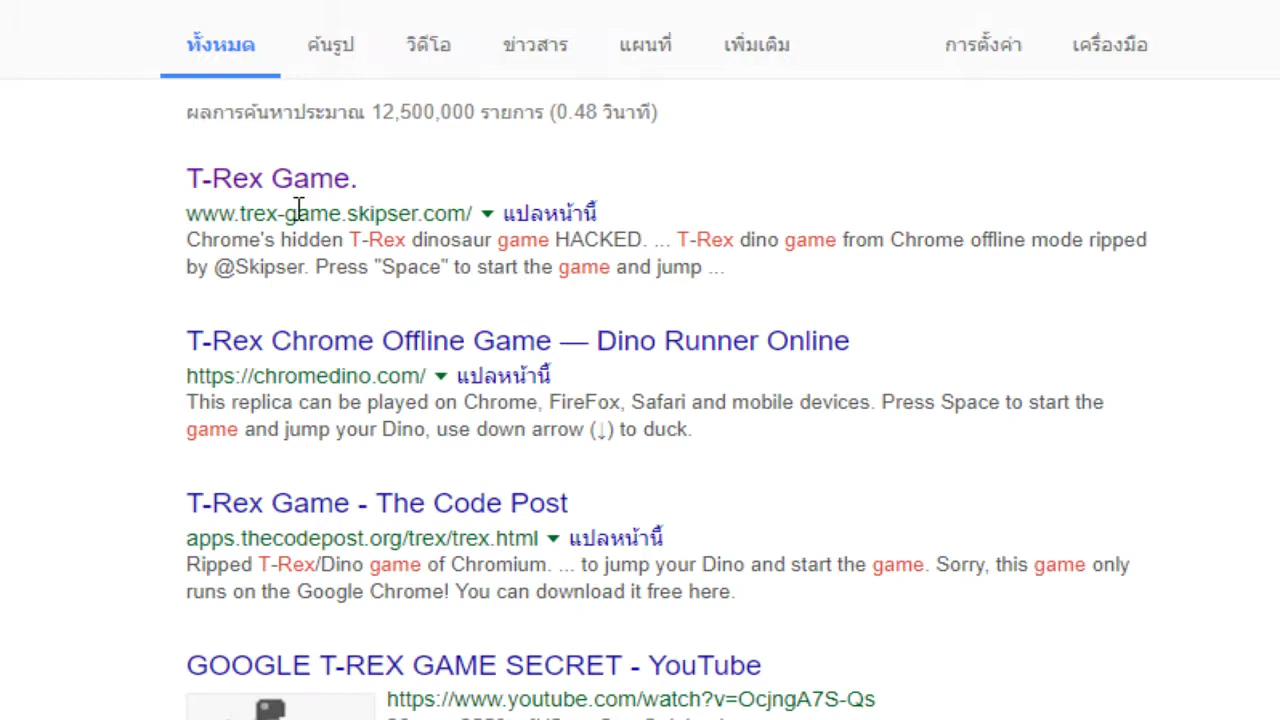 ทั้งหมด ค้นรูป วิดีโอ ข่าวสาร แผนที่ เพิ่มเติม การตั้งค่า เครื่องมือ
ผลการค้นหาประมาณ 12,500,000 รายการ (0.48 วินาที)
T-Rex Game.
www.trex-game.skipser.com/ ▼ แปลหน้านี้
Chrome's hidden T-Rex dinosaur game HACKED. ... T-Rex dino game from Chrome offline mode ripped
by @Skipser. Press "Space" to start the game and jump ...
T-Rex Chrome Offline Game — Dino Runner Online
https://chromedino.com/ ▼ แปลหน้านี้
This replica can be played on Chrome, FireFox, Safari and mobile devices. Press Space to start the
game and jump your Dino, use down arrow (↓) to duck.
T-Rex Game - The Code Post
apps.thecodepost.org/trex/trex.html ▼ แปลหน้านี้
Ripped T-Rex/Dino game of Chromium. ... to jump your Dino and start the game. Sorry, this game only
runs on the Google Chrome! You can download it free here.
GOOGLE T-REX GAME SECRET - YouTube
https://www.youtube.com/watch?v=OcjngA7S-Qs